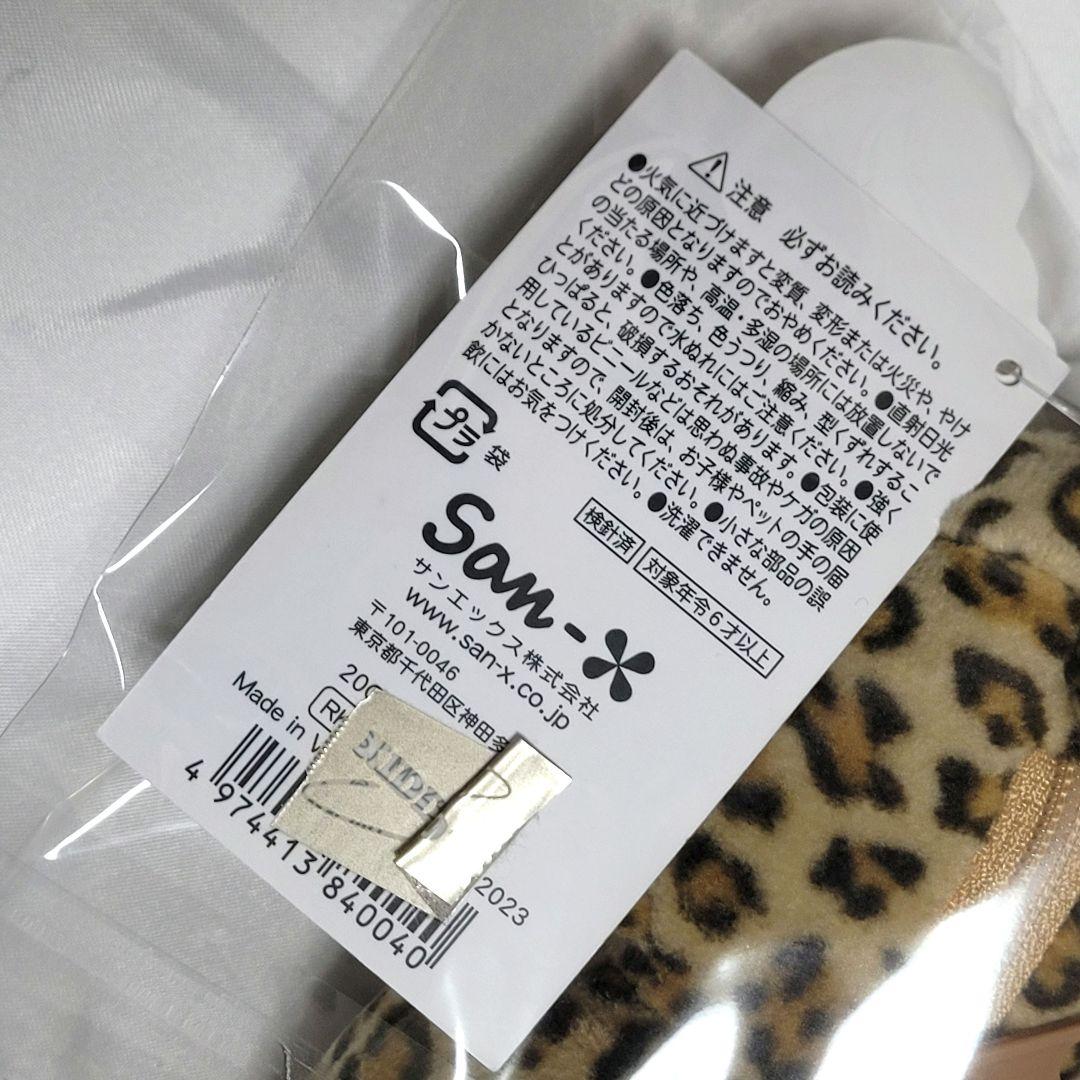 注意 必ずお読みください。
●火気に近づけますと変質、変形または火災や、やけ
どの原因となりますのでおやめください。●直射日光
の当たる場所や、高温・多湿の場所には放置しないで
ください。●色落ち、色うつり、縮み、型くずれするこ
とがありますので水ぬれにはご注意ください。●強く
ひっぱると、破損するおそれがあります。●包装に使
用しているビニールなどは思わぬ事故やケガの原因
となりますので、開封後は、お子様やペットの手の届
かないところに処分してください。●小さな部品の誤
飲にはお気をつけください。●洗濯できません。
プラ 袋
検針済 対象年令6才以上
San-X
サンエックス株式会社
www.san-x.co.jp
〒101-0046
東京都千代田区神田多
200
RK
Made in V
2023
4 974413 840040